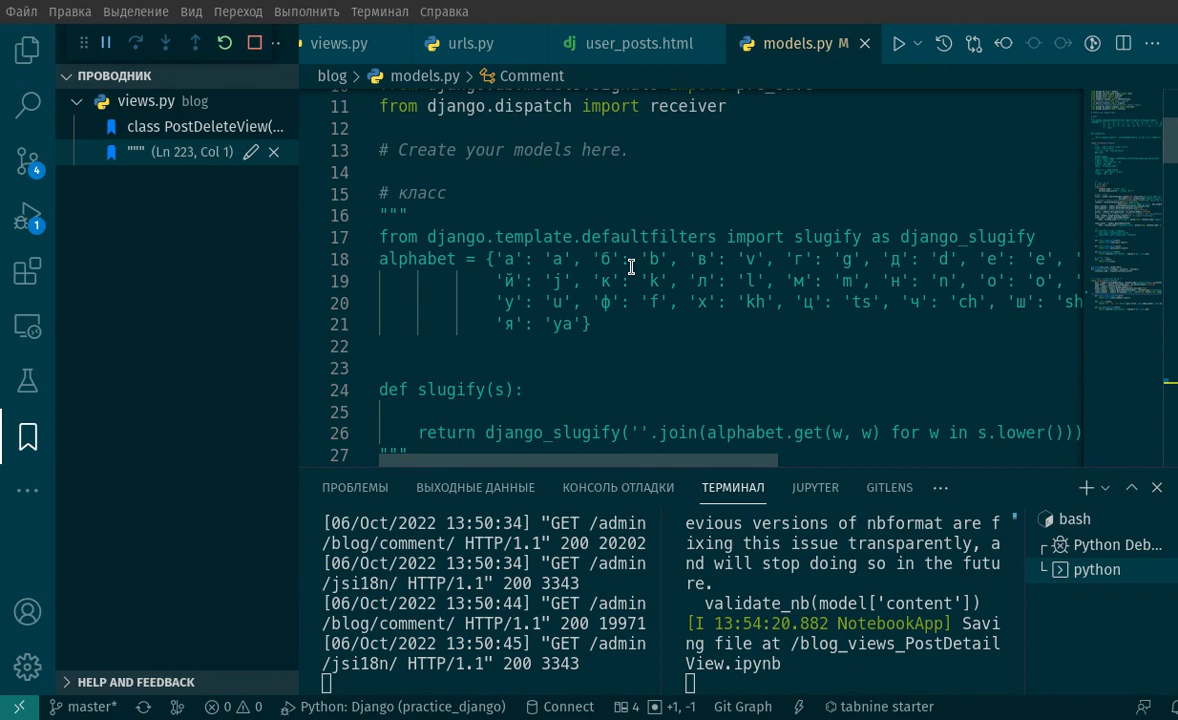 Файл Правка Выделение Вид Переход Выполнить Терминал Справка
views.py urls.py dj user_posts.html models.py M
ПРОВОДНИК
blog > models.py > Comment
views.py blog
class PostDeleteView(...
""" (Ln 223, Col 1)
11 from django.dispatch import receiver
12
13 # Create your models here.
14
15 # класс
16 """
17 from django.template.defaultfilters import slugify as django_slugify
18 alphabet = {'а': 'a', 'б': 'b', 'в': 'v', 'г': 'g', 'д': 'd', 'е': 'e', '
19 'й': 'j', 'к': 'k', 'л': 'l', 'м': 'm', 'н': 'n', 'о': 'o',
20 'у': 'u', 'ф': 'f', 'х': 'kh', 'ц': 'ts', 'ч': 'ch', 'ш': 'sh
21 'я': 'ya'}
22
23
24 def slugify(s):
25
26 return django_slugify(''.join(alphabet.get(w, w) for w in s.lower()))
27 """
4
1
ПРОБЛЕМЫ ВЫХОДНЫЕ ДАННЫЕ КОНСОЛЬ ОТЛАДКИ ТЕРМИНАЛ JUPYTER GITLENS
[06/Oct/2022 13:50:34] "GET /admin
/blog/comment/ HTTP/1.1" 200 20202
[06/Oct/2022 13:50:34] "GET /admin
/jsi18n/ HTTP/1.1" 200 3343
[06/Oct/2022 13:50:44] "GET /admin
/blog/comment/ HTTP/1.1" 200 19971
[06/Oct/2022 13:50:45] "GET /admin
/jsi18n/ HTTP/1.1" 200 3343
evious versions of nbformat are f
ixing this issue transparently, a
nd will stop doing so in the futu
re.
validate_nb(model['content'])
[I 13:54:20.882 NotebookApp] Savi
ng file at /blog_views_PostDetail
View.ipynb
bash
Python Deb...
python
HELP AND FEEDBACK
master* 0 0 Python: Django (practice_django) Connect 4 +1, -1 Git Graph tabnine starter